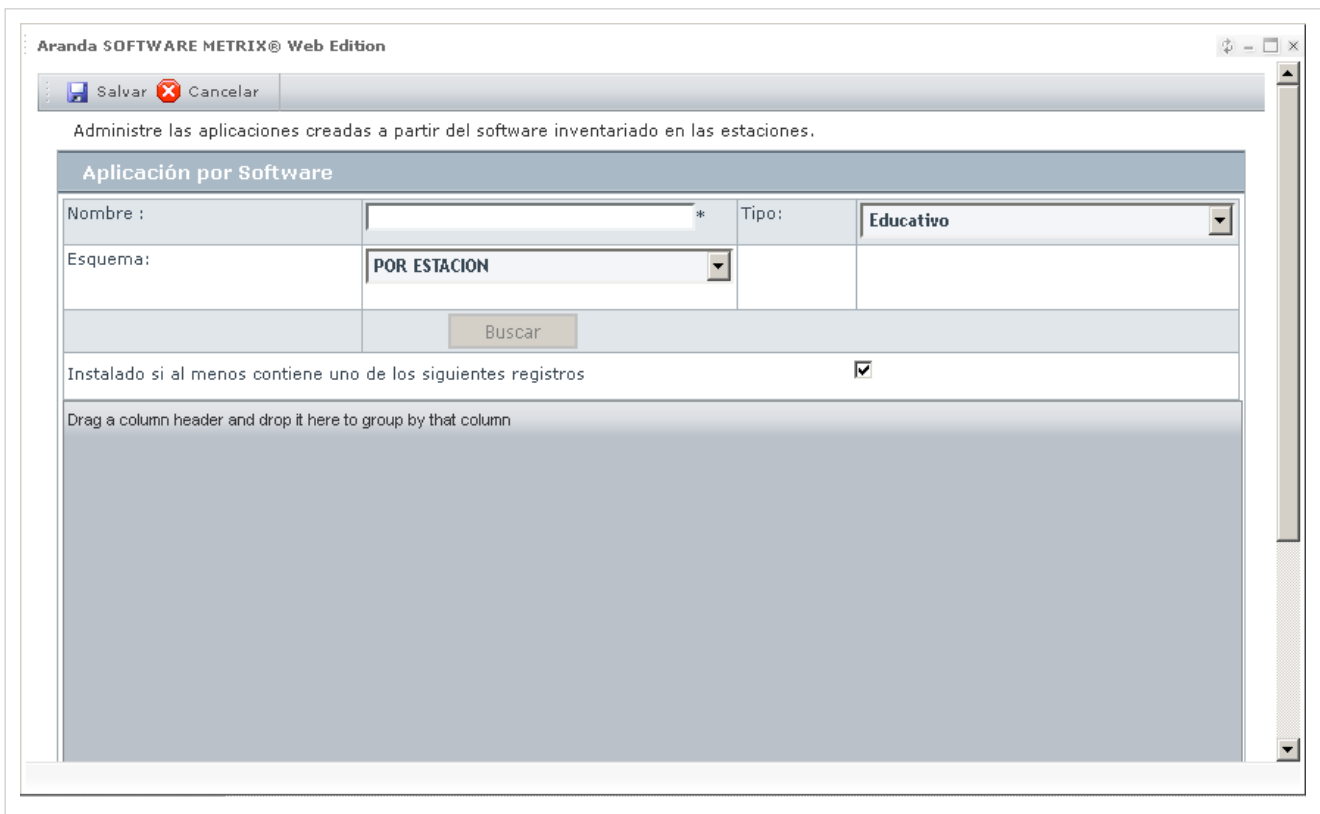 Aranda SOFTWARE METRIX® Web Edition
Salvar Cancelar
Administre las aplicaciones creadas a partir del software inventariado en las estaciones.
Aplicación por Software
Nombre : * Tipo: Educativo
Esquema: POR ESTACION
Buscar
Instalado si al menos contiene uno de los siguientes registros
Drag a column header and drop it here to group by that column